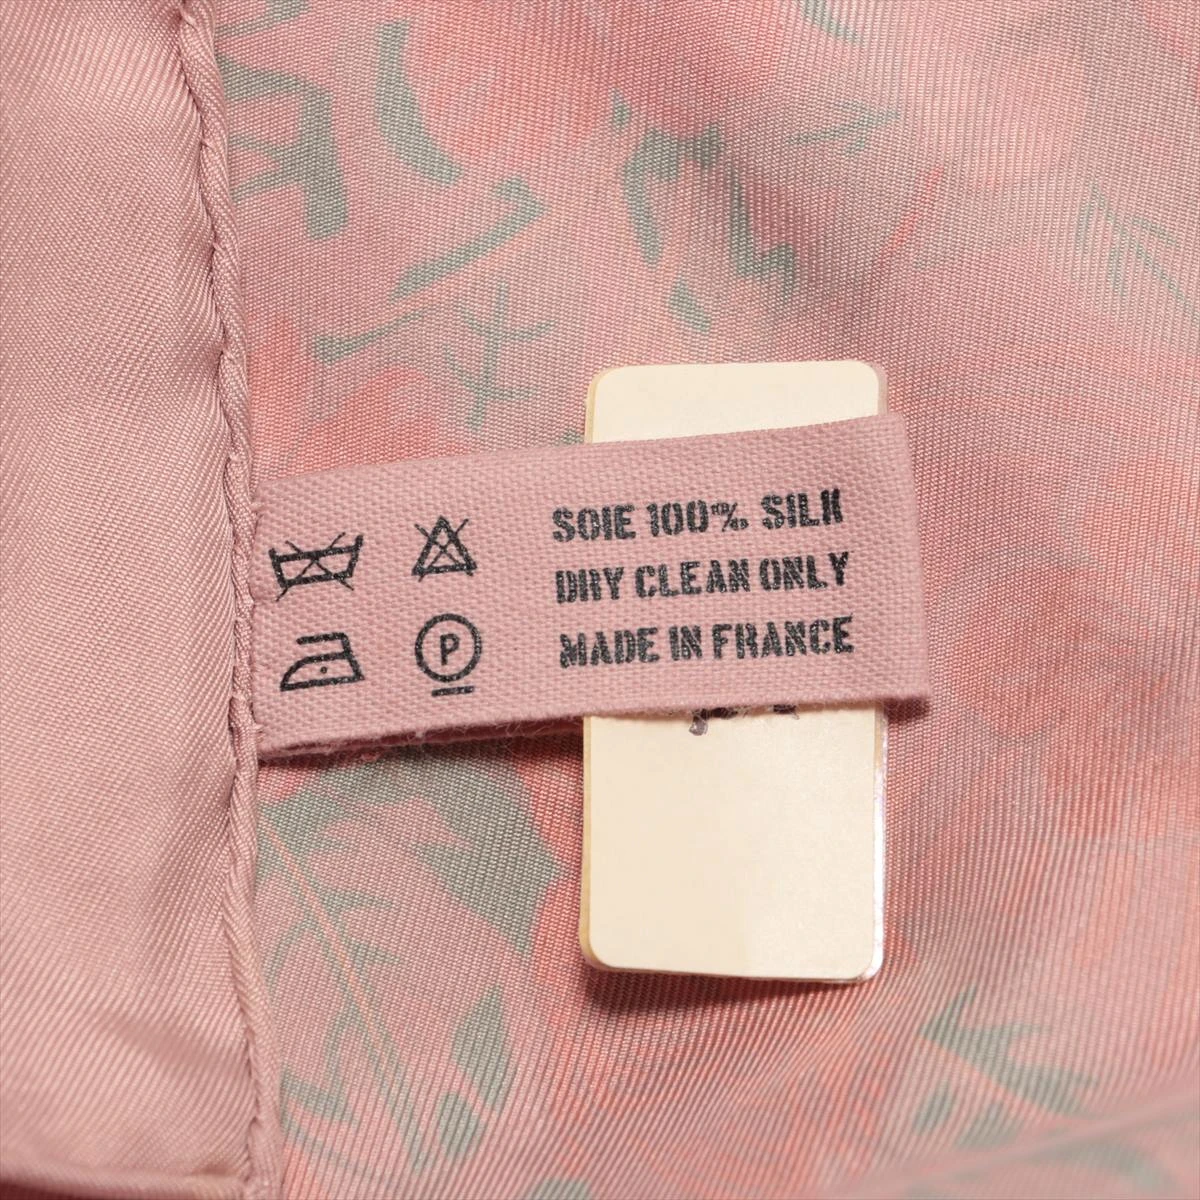 SOIE 100% SILK
DRY CLEAN ONLY
MADE IN FRANCE
P